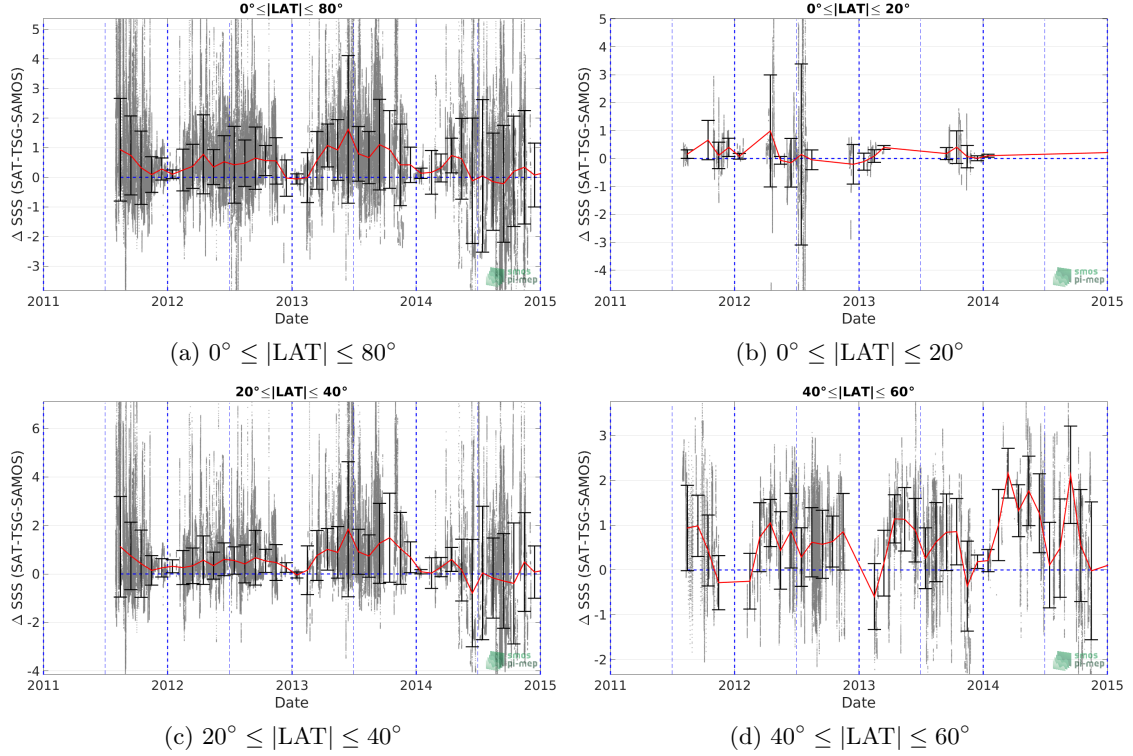 0°≤|LAT|≤ 80°
Δ SSS (SAT-TSG-SAMOS)
5
4
3
2
1
0
-1
-2
-3
smos
pi-mep
2011 2012 2013 2014 2015
Date
(a) 0° ≤ |LAT| ≤ 80°
0°≤|LAT|≤ 20°
Δ SSS (SAT-TSG-SAMOS)
5
4
3
2
1
0
-1
-2
-3
-4
smos
pi-mep
2011 2012 2013 2014 2015
Date
(b) 0° ≤ |LAT| ≤ 20°
20°≤|LAT|≤ 40°
Δ SSS (SAT-TSG-SAMOS)
6
4
2
0
-2
-4
smos
pi-mep
2011 2012 2013 2014 2015
Date
(c) 20° ≤ |LAT| ≤ 40°
40°≤|LAT|≤ 60°
Δ SSS (SAT-TSG-SAMOS)
3
2
1
0
-1
-2
smos
pi-mep
2011 2012 2013 2014 2015
Date
(d) 40° ≤ |LAT| ≤ 60°